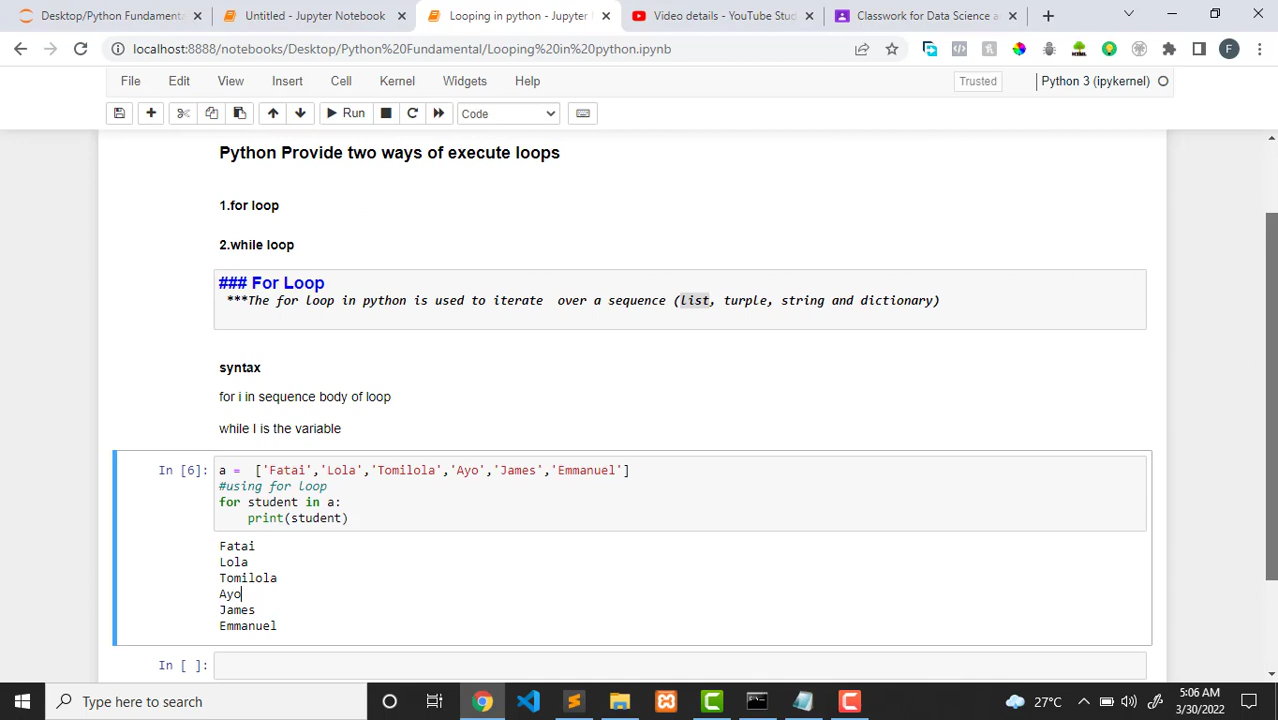 Desktop/Python Fundamenta
Untitled - Jupyter Notebook
Looping in python - Jupyter
Video details - YouTube Stud
Classwork for Data Science a
localhost:8888/notebooks/Desktop/Python%20Fundamental/Looping%20in%20python.ipynb
F
File Edit View Insert Cell Kernel Widgets Help
Trusted
Python 3 (ipykernel)
Run
Code
Python Provide two ways of execute loops
1.for loop
2.while loop
### For Loop
***The for loop in python is used to iterate  over a sequence (list, turple, string and dictionary)
syntax
for i in sequence body of loop
while I is the variable
In [6]:
a =  ['Fatai','Lola','Tomilola','Ayo','James','Emmanuel']
#using for loop
for student in a:
    print(student)
Fatai
Lola
Tomilola
Ayo
James
Emmanuel
In [ ]:
Type here to search
27°C
5:06 AM
3/30/2022